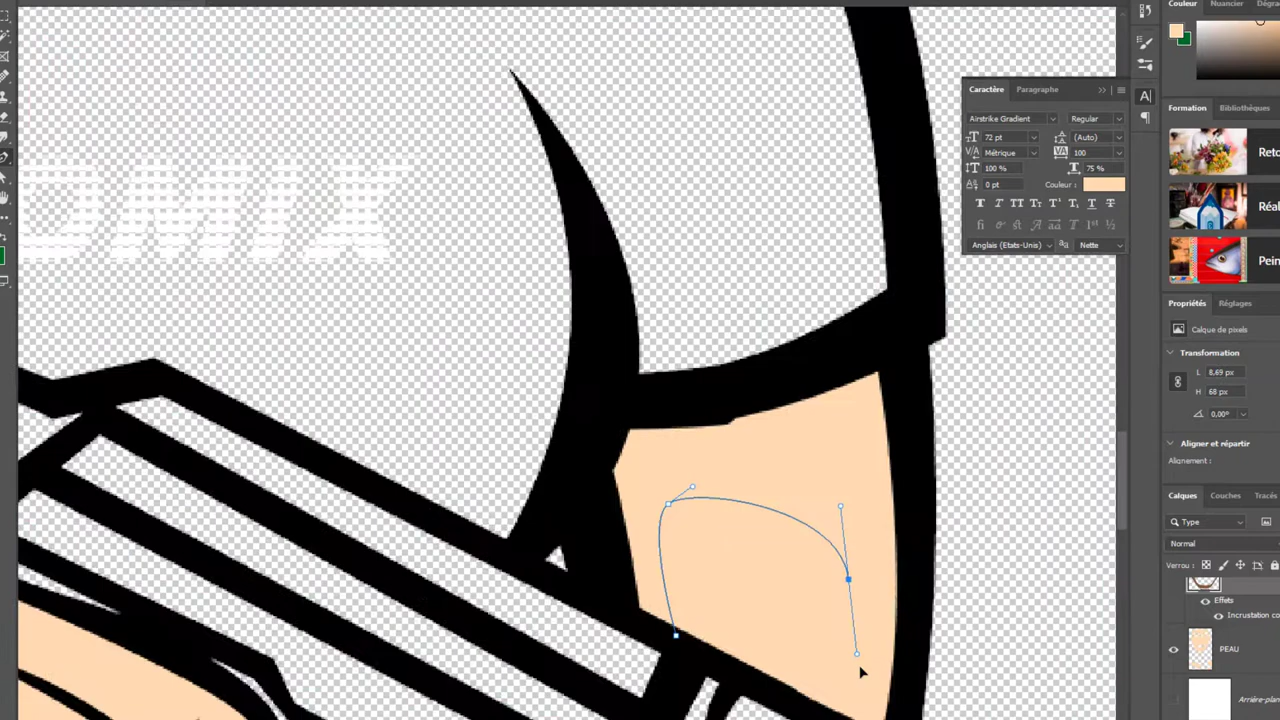 Couleur Nuancier Dégra
Caractère Paragraphe
Airstrike Gradient Regular
72 pt (Auto)
Métrique 100
100 % 75 %
0 pt Couleur :
Anglais (Etats-Unis) Nette
Formation Bibliothèques
Reto
Réal
Pein
Propriétés Réglages
Calque de pixels
Transformation
L 8,69 px
H 68 px
0,00°
Aligner et répartir
Alignement :
Calques Couches Tracés
Type
Normal
Verrou :
Effets
Incrustation co
PEAU
Arrière-plan